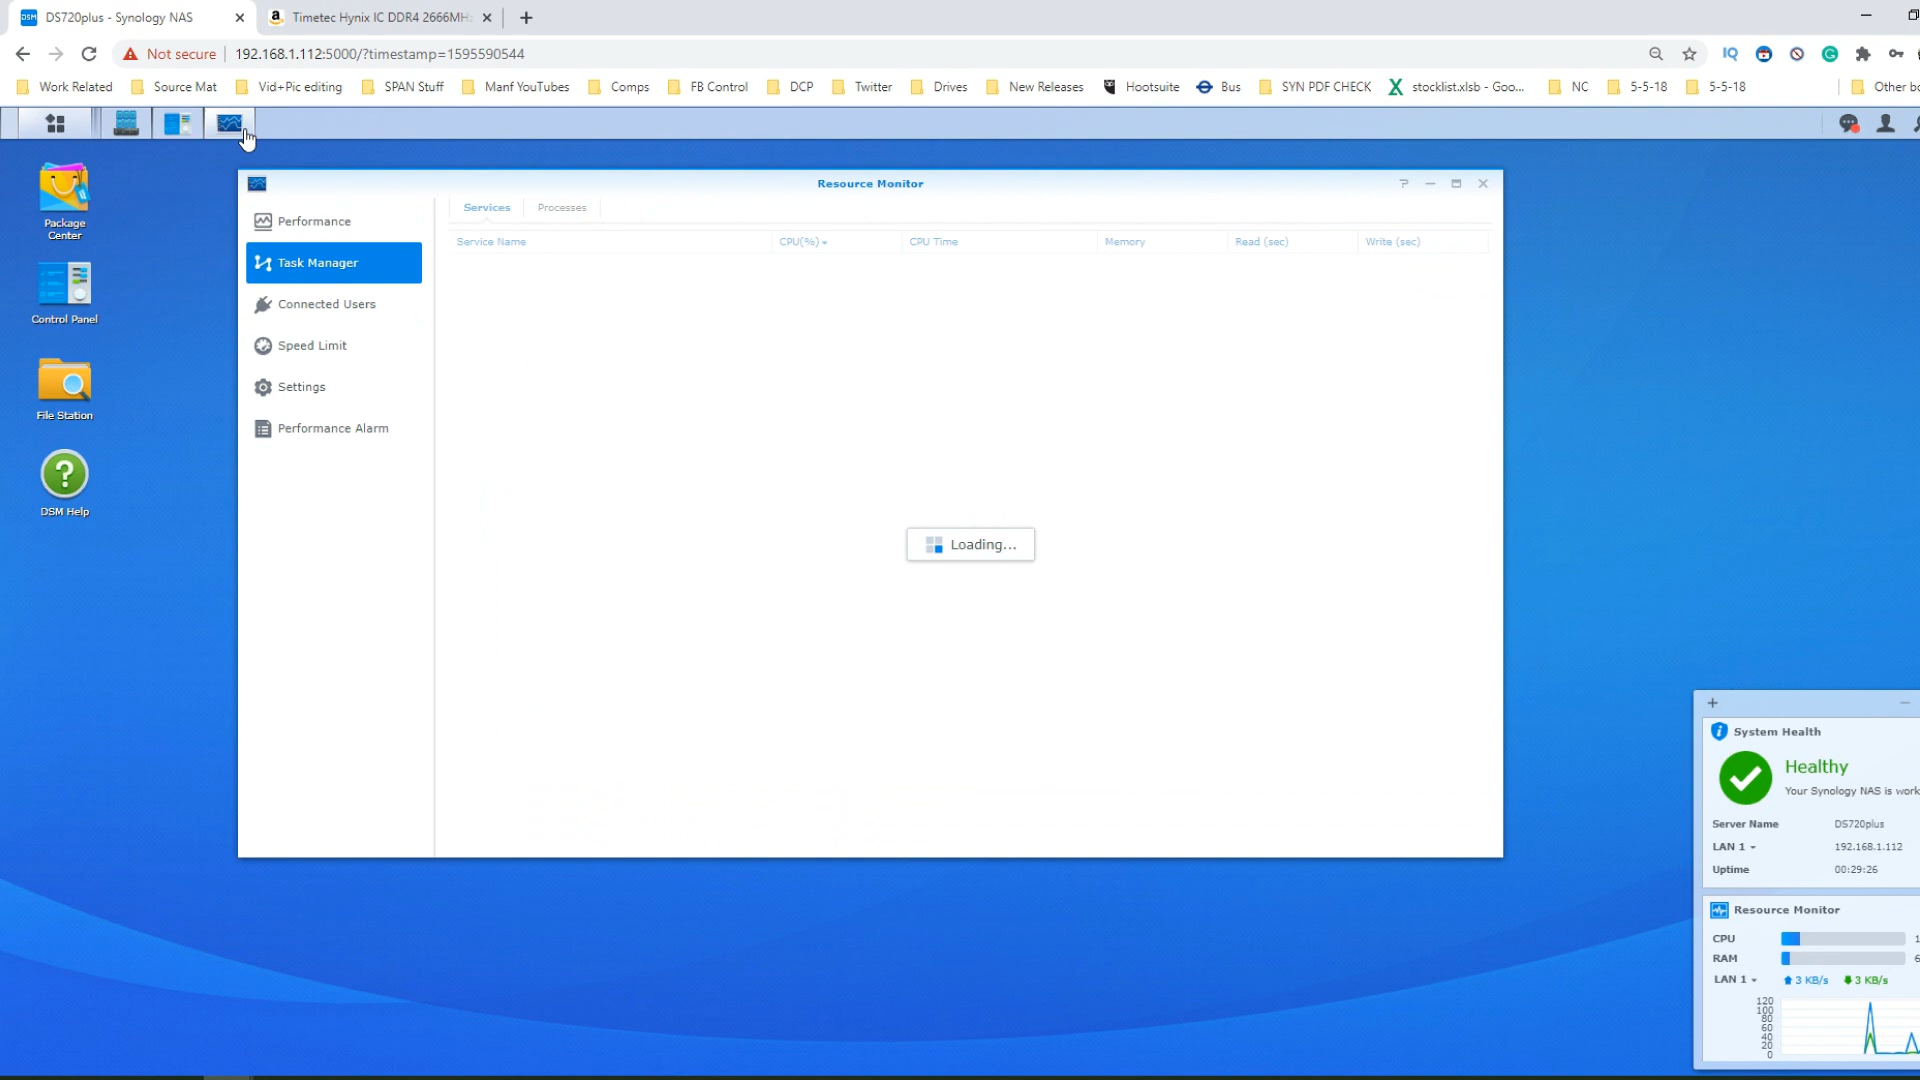 DSM DS720plus - Synology NAS
Timetec Hynix IC DDR4 2666MH
Not secure 192.168.1.112:5000/?timestamp=1595590544
Work Related Source Mat Vid+Pic editing SPAN Stuff Manf YouTubes Comps FB Control DCP Twitter Drives New Releases Hootsuite Bus SYN PDF CHECK stocklist.xlsb - Goo... NC 5-5-18 5-5-18 Other bo
Package
Center
Control Panel
File Station
DSM Help
Resource Monitor
Performance
Task Manager
Connected Users
Speed Limit
Settings
Performance Alarm
Services Processes
Service Name CPU(%) CPU Time Memory Read (sec) Write (sec)
Loading...
System Health
Healthy
Your Synology NAS is work
Server Name DS720plus
LAN 1 192.168.1.112
Uptime 00:29:26
Resource Monitor
CPU 1
RAM 6
LAN 1 3 KB/s 3 KB/s
120
100
80
60
40
20
0